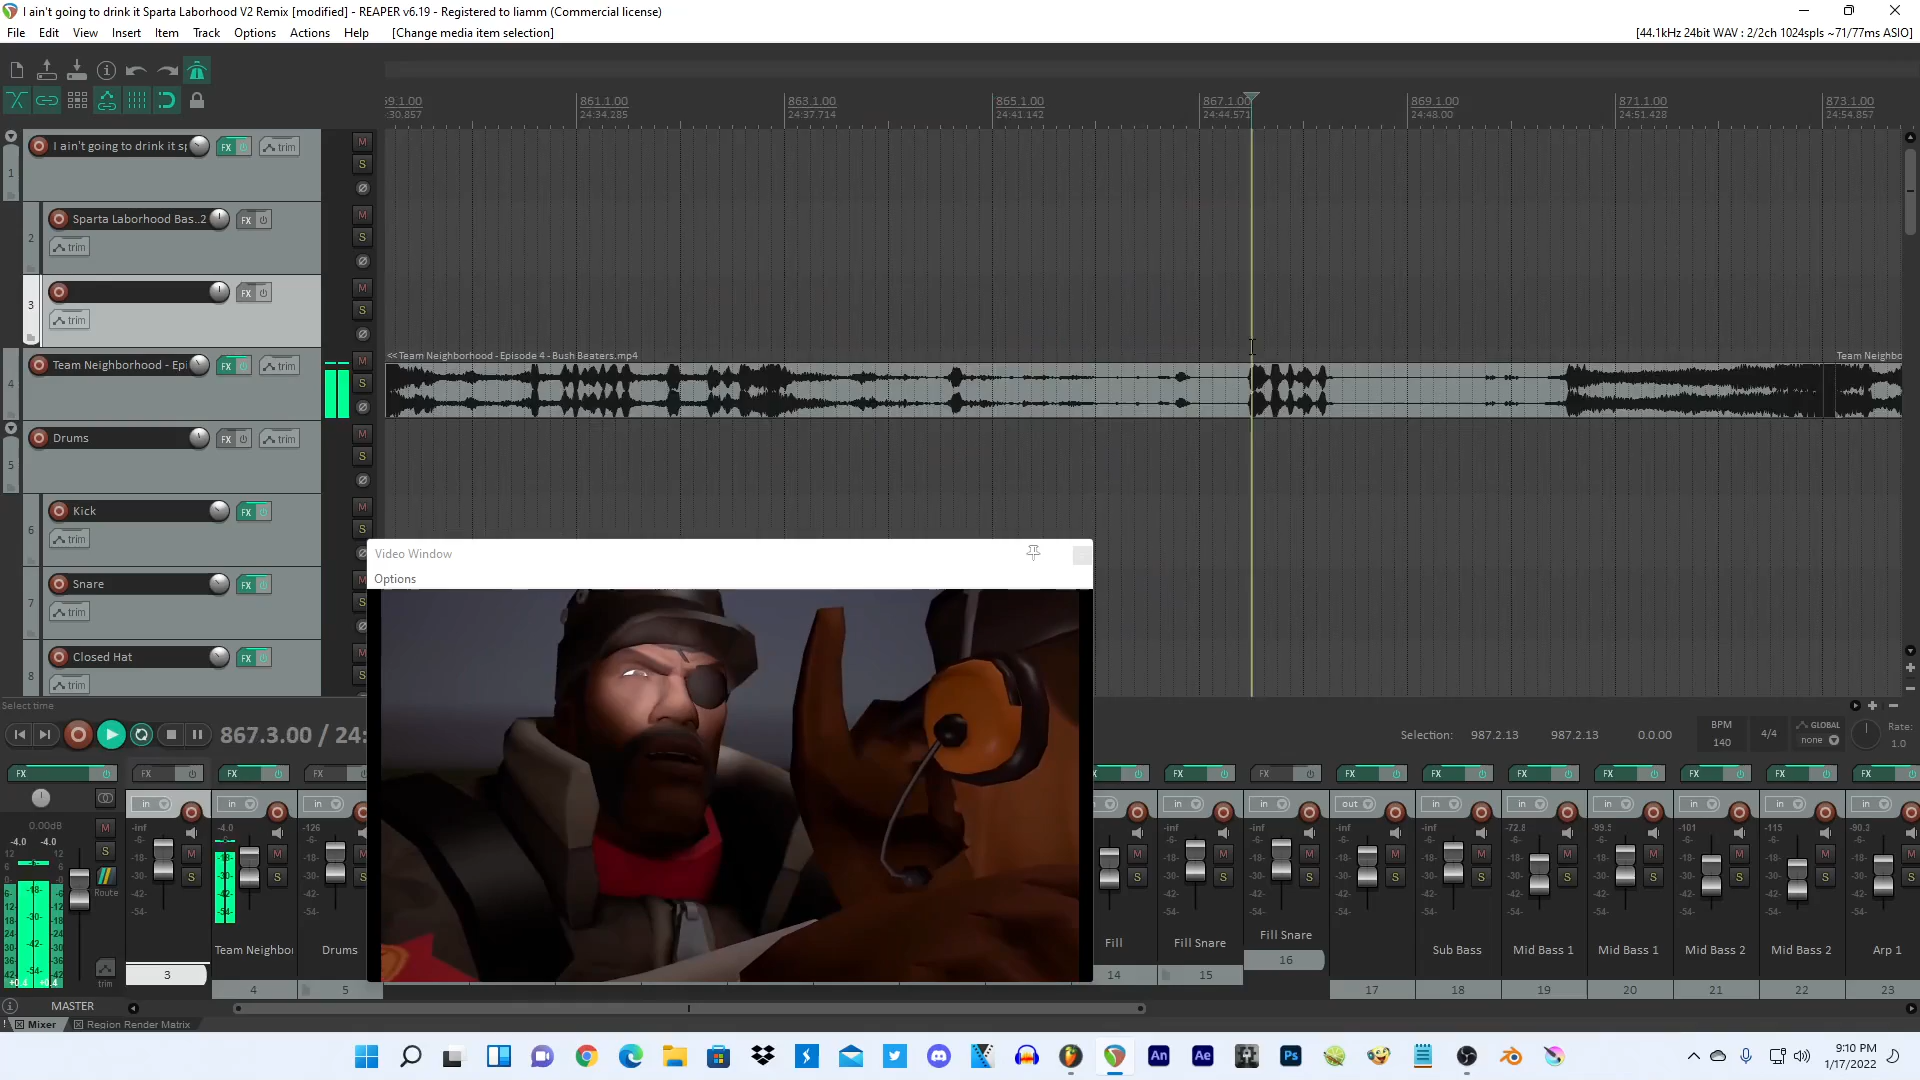 I ain't going to drink it Sparta Laborhood V2 Remix [modified] - REAPER v6.19 - Registered to liamm (Commercial license)
File Edit View Insert Item Track Options Actions Help [Change media item selection]
[44.1kHz 24bit WAV : 2/2ch 1024spls ~71/77ms ASIO]
861.1.00 863.1.00 865.1.00 867.1.00 869.1.00 871.1.00 873.1.00
24:34.285 24:37.714 24:41.142 24:44.571 24:48.00 24:51.428 24:54.857
1 I ain't going to drink it sp FX trim M S
2 Sparta Laborhood Bas..2 FX trim M S
3 FX trim M S
<<Team Neighborhood - Episode 4 - Bush Beaters.mp4
Team Neighbo
4 Team Neighborhood - Epi FX trim M S
5 Drums FX trim M S
6 Kick FX trim M S
Video Window
Options
7 Snare FX trim M S
8 Closed Hat FX trim M S
Select time
867.3.00 / 24:
Selection: 987.2.13 987.2.13 0.0.00
BPM
140
4/4
GLOBAL
none
Rate:
1.0
FX FX FX FX FX FX FX FX FX FX FX FX FX
in in in in in out in in in in in in
0.00dB
-4.0 -4.0
-inf -4.0 -126 -inf -inf -inf -72.8 -99.5 -101 -115 -90.3
Route
trim
Team Neighbo Drums Fill Fill Snare Fill Snare Sub Bass Mid Bass 1 Mid Bass 1 Mid Bass 2 Mid Bass 2 Arp 1
3 4 5 14 15 16 17 18 19 20 21 22 23
MASTER
Mixer Region Render Matrix
An Ae Ps
9:10 PM
1/17/2022